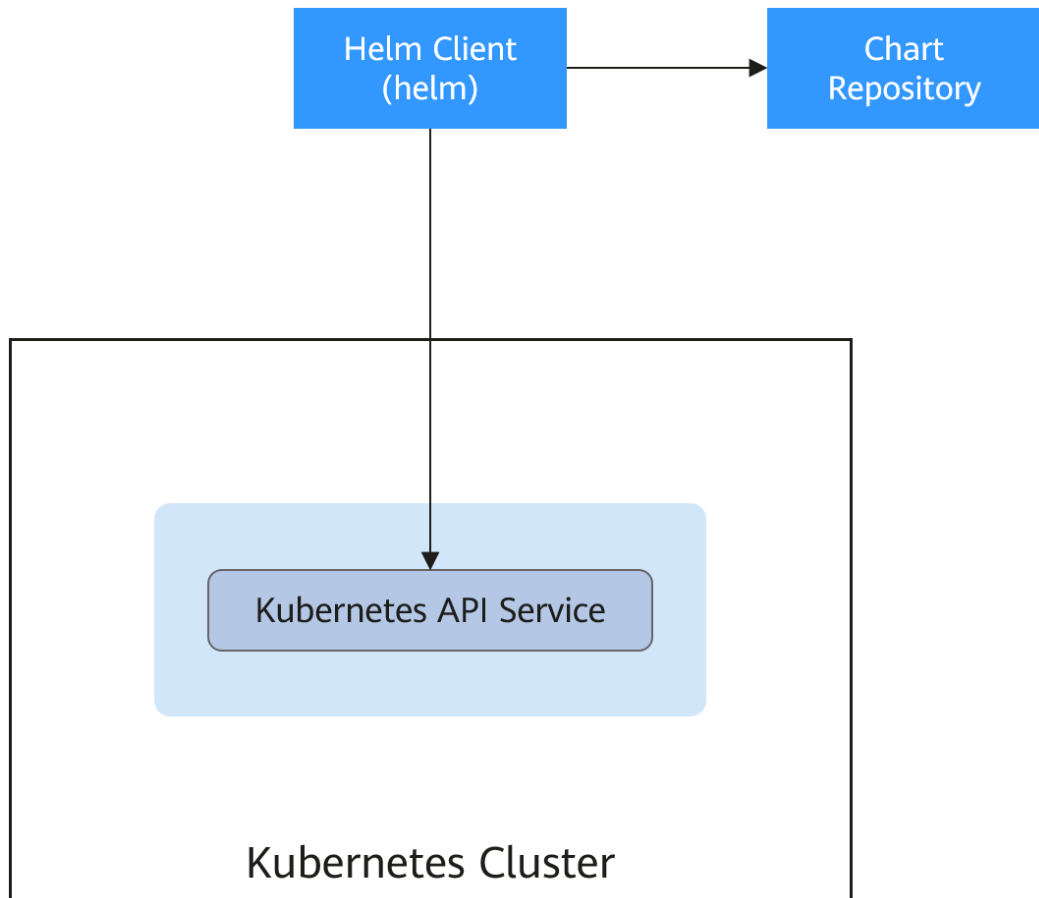 Helm Client
(helm)
Chart
Repository
Kubernetes API Service
Kubernetes Cluster